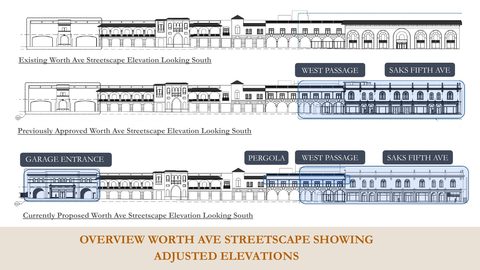 Existing Worth Ave Streetscape Elevation Looking South
WEST PASSAGE SAKS FIFTH AVE
Previously Approved Worth Ave Streetscape Elevation Looking South
GARAGE ENTRANCE PERGOLA WEST PASSAGE SAKS FIFTH AVE
Currently Proposed Worth Ave Streetscape Elevation Looking South
OVERVIEW WORTH AVE STREETSCAPE SHOWING
ADJUSTED ELEVATIONS